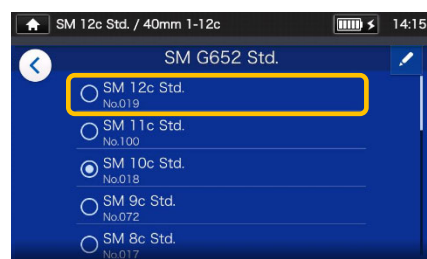 SM 12c Std. / 40mm 1-12c 14:15
SM G652 Std.
SM 12c Std.
No.019
SM 11c Std.
No.100
SM 10c Std.
No.018
SM 9c Std.
No.072
SM 8c Std.
No.017